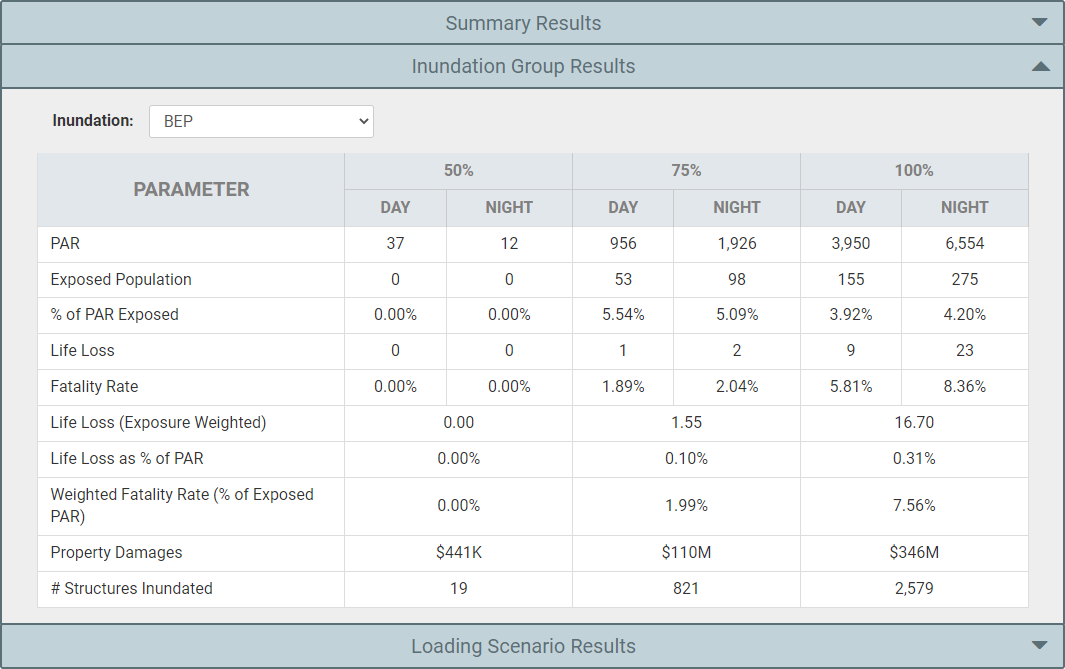 Summary Results
Inundation Group Results
Inundation: BEP
PARAMETER 50% 75% 100%
DAY NIGHT DAY NIGHT DAY NIGHT
PAR 37 12 956 1,926 3,950 6,554
Exposed Population 0 0 53 98 155 275
% of PAR Exposed 0.00% 0.00% 5.54% 5.09% 3.92% 4.20%
Life Loss 0 0 1 2 9 23
Fatality Rate 0.00% 0.00% 1.89% 2.04% 5.81% 8.36%
Life Loss (Exposure Weighted) 0.00 1.55 16.70
Life Loss as % of PAR 0.00% 0.10% 0.31%
Weighted Fatality Rate (% of Exposed
PAR) 0.00% 1.99% 7.56%
Property Damages $441K $110M $346M
# Structures Inundated 19 821 2,579
Loading Scenario Results